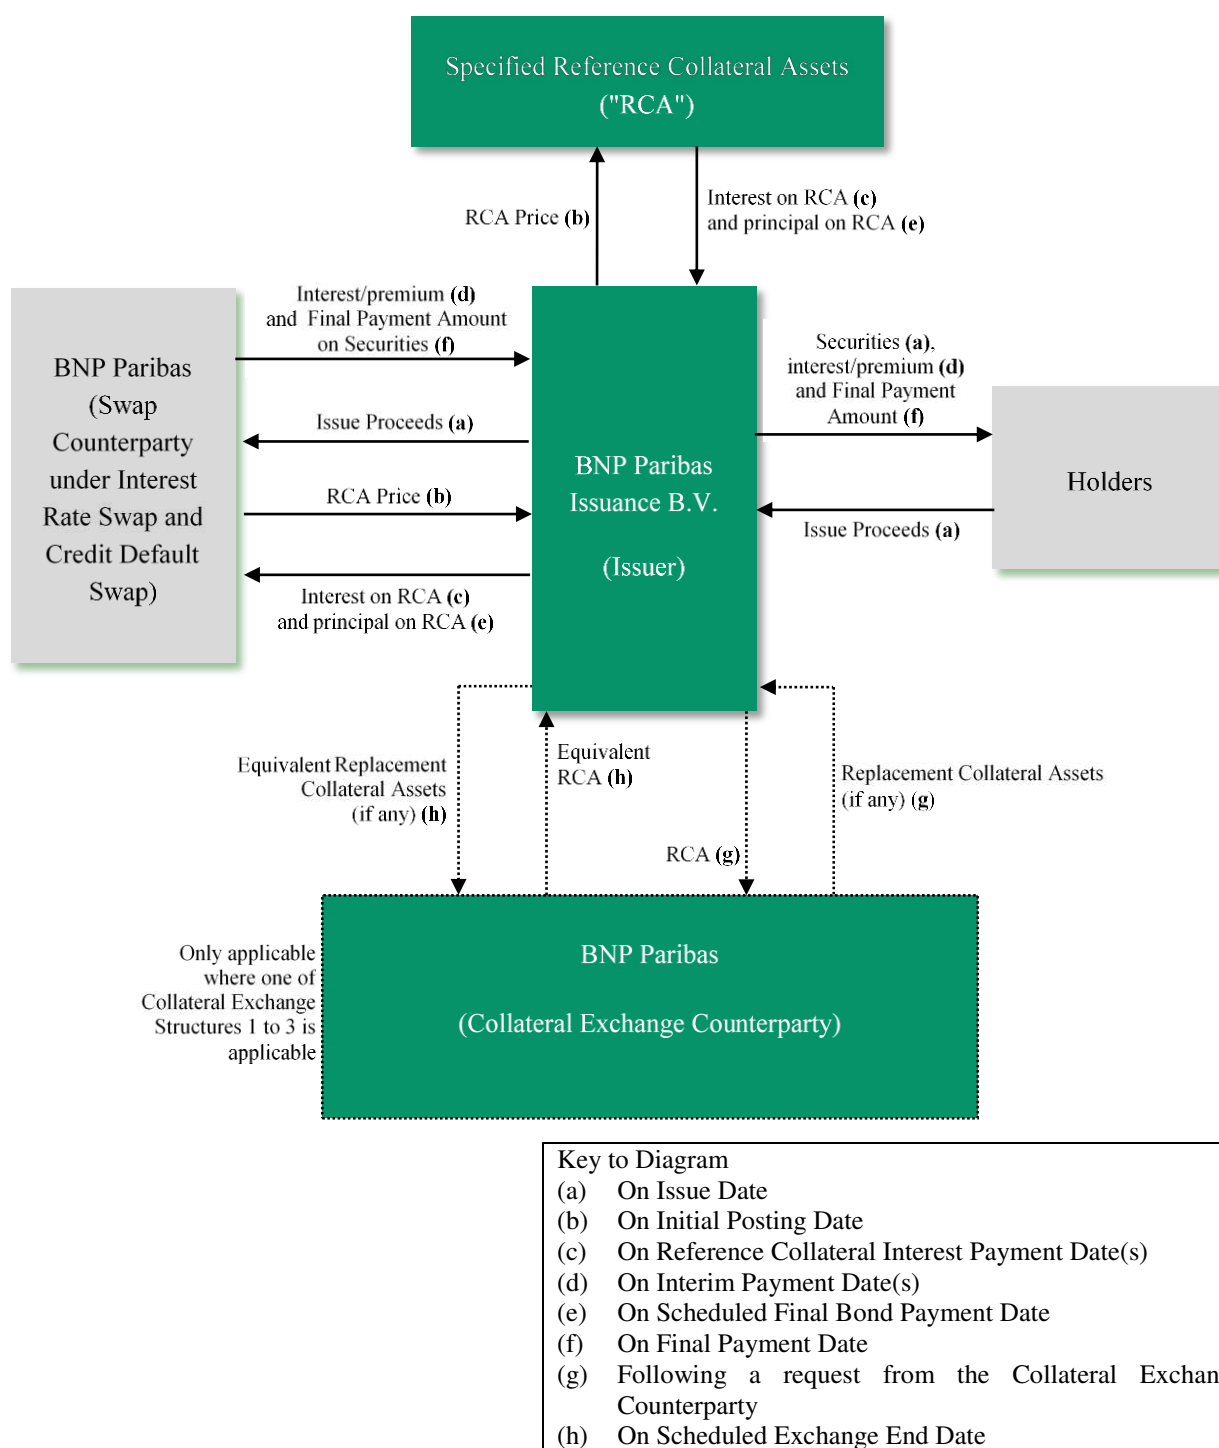 Specified Reference Collateral Assets
("RCA")
RCA Price (b)
Interest on RCA (c)
and principal on RCA (e)
Interest/premium (d)
and Final Payment Amount
on Securities (f)
Issue Proceeds (a)
RCA Price (b)
Interest on RCA (c)
and principal on RCA (e)
BNP Paribas
(Swap
Counterparty
under Interest
Rate Swap and
Credit Default
Swap)
BNP Paribas
Issuance B.V.
(Issuer)
Securities (a),
interest/premium (d)
and Final Payment
Amount (f)
Issue Proceeds (a)
Holders
Equivalent Replacement
Collateral Assets
(if any) (h)
Equivalent
RCA (h)
RCA (g)
Replacement Collateral Assets
(if any) (g)
Only applicable
where one of
Collateral Exchange
Structures 1 to 3 is
applicable
BNP Paribas
(Collateral Exchange Counterparty)
Key to Diagram
(a) On Issue Date
(b) On Initial Posting Date
(c) On Reference Collateral Interest Payment Date(s)
(d) On Interim Payment Date(s)
(e) On Scheduled Final Bond Payment Date
(f) On Final Payment Date
(g) Following a request from the Collateral Exchan
Counterparty
(h) On Scheduled Exchange End Date